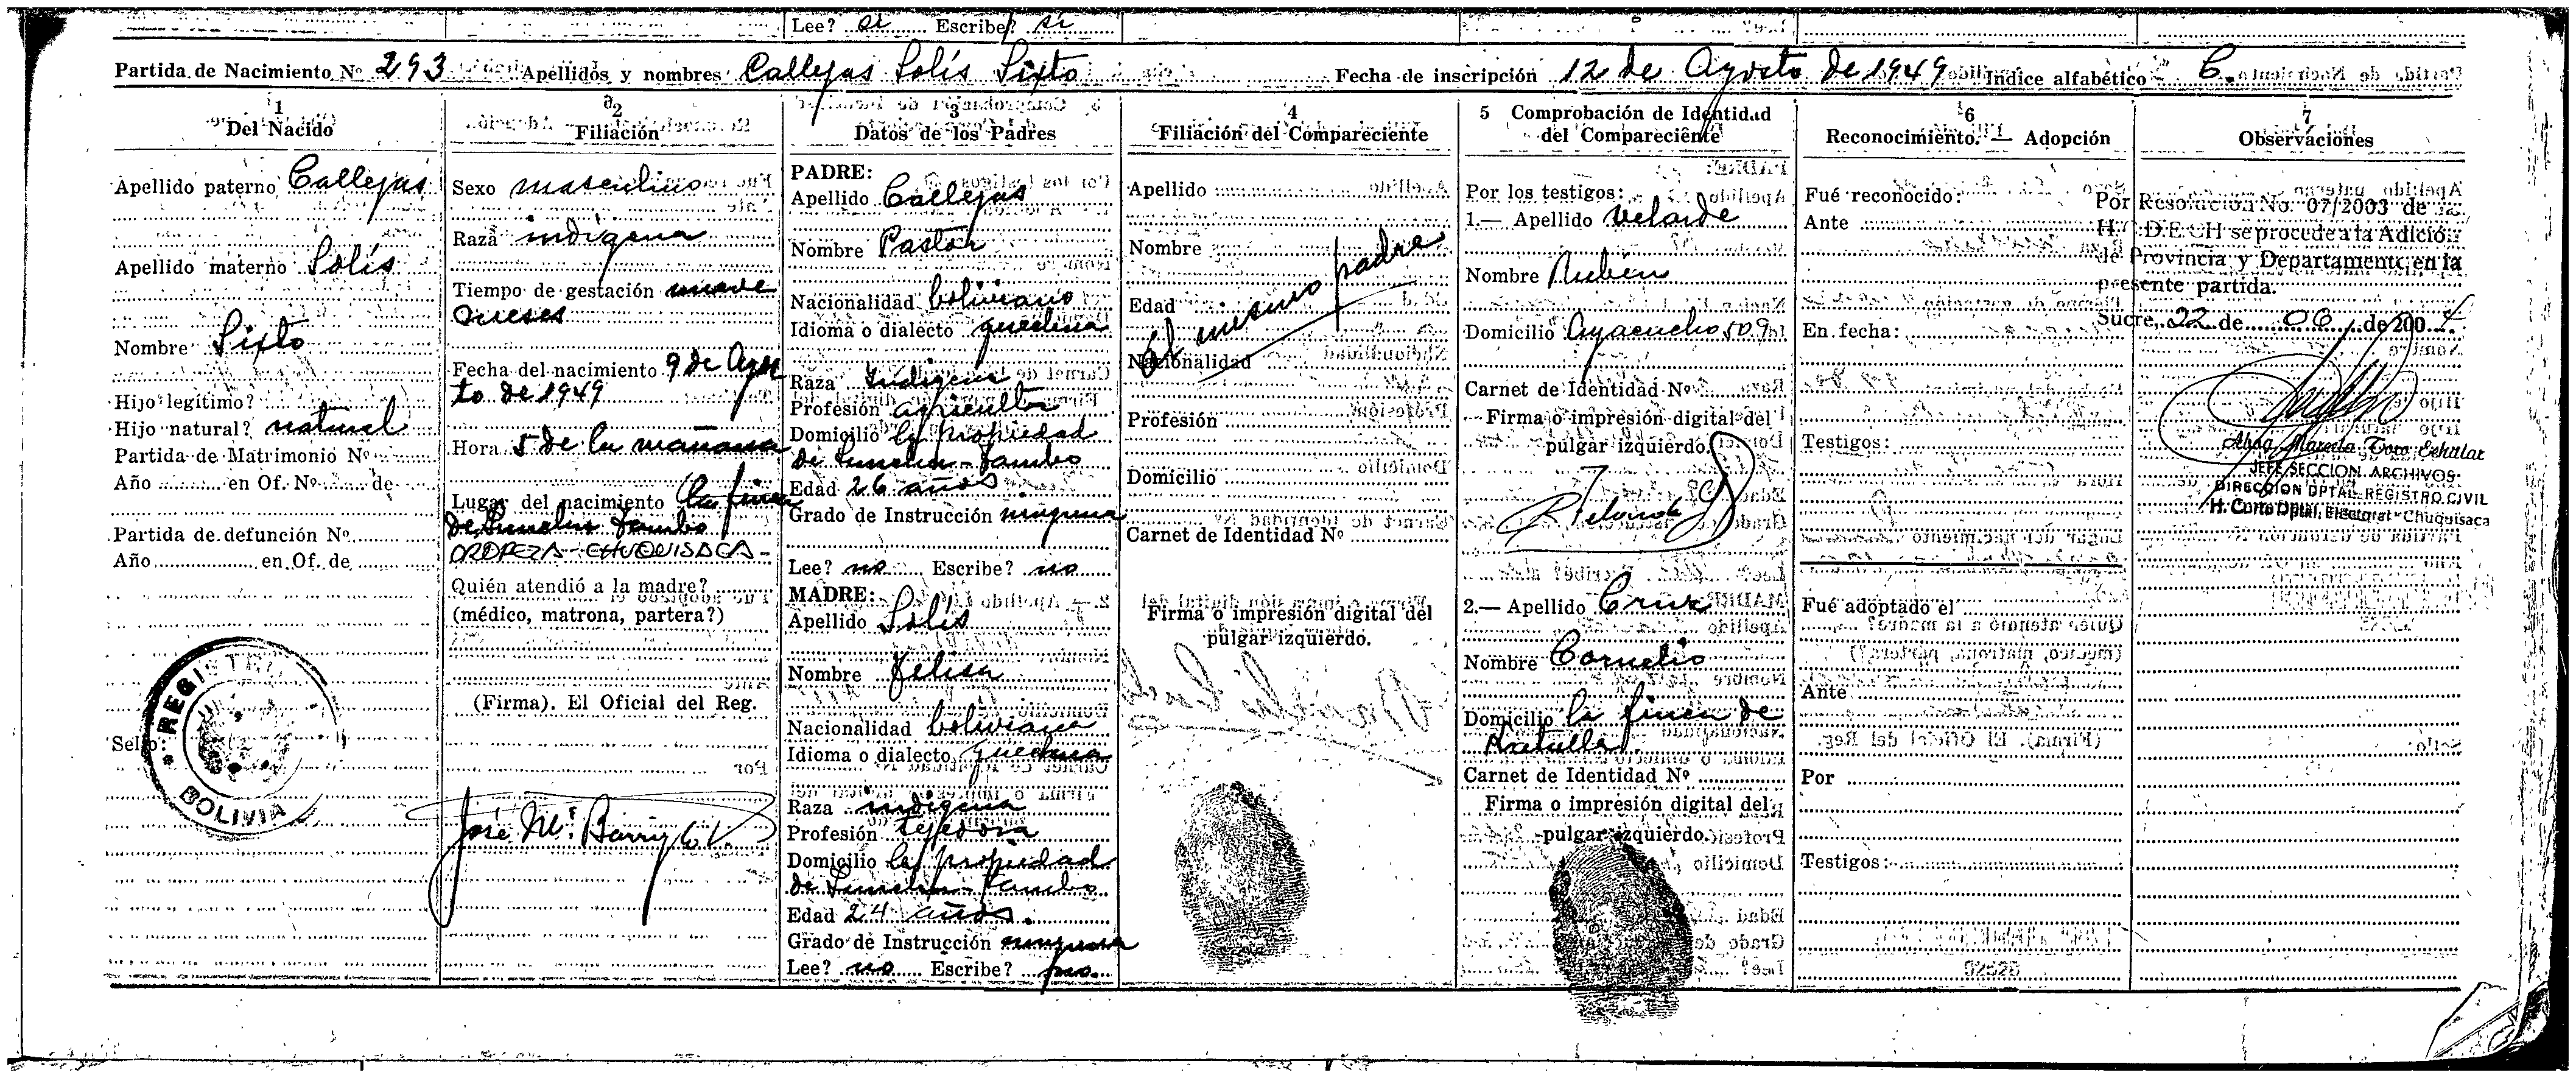 Lee? si Escribe? si
Partida de Nacimiento Nº 293 Apellidos y nombres Callejas Solís Sixto Fecha de inscripción 12 de Agosto de 1949 Indice alfabético C.
1
Del Nacido
Apellido paterno Callejas
Apellido materno Solís
Nombre Sixto
Hijo legítimo?
Hijo natural? natural
Partida de Matrimonio Nº
Año en Of. Nº de
Partida de defunción Nº
Año en Of. de
Sello:
REGISTRO
BOLIVIA
2
Filiación
Sexo masculino
Raza indígena
Tiempo de gestación nueve
meses
Fecha del nacimiento 9 de Agos
to de 1949
Hora 5 de la mañana
Lugar del nacimiento La finca
de Tambo
OROPEZA - CHUQUISACA -
Quién atendió a la madre?
(médico, matrona, partera?)
(Firma). El Oficial del Reg.
José Mº Barry
3
Datos de los Padres
PADRE:
Apellido Callejas
Nombre Pastor
Nacionalidad boliviano
Idioma o dialecto quechua
Raza Indígena
Profesión agricultor
Domicilio la propiedad
de - Tambo
Edad 26 años
Grado de Instrucción ninguna
Lee? no Escribe? no
MADRE:
Apellido Solís
Nombre Felisa
Nacionalidad boliviana
Idioma o dialecto quechua
Raza indígena
Profesión tejedora
Domicilio la propiedad
de - Tambo
Edad 24 años.
Grado de Instrucción ninguna
Lee? no Escribe? no.
4
Filiación del Compareciente
Apellido
Nombre
Edad
Nacionalidad
El mismo padre
Profesión
Domicilio
Carnet de Identidad Nº
Firma o impresión digital del
pulgar izquierdo.
5 Comprobación de Identidad
del Compareciente
Por los testigos:
1.— Apellido Velarde
Nombre Rubén
Domicilio Ayacucho 509
Carnet de Identidad Nº
Firma o impresión digital del
pulgar izquierdo.
2.— Apellido Cruz
Nombre Cornelio
Domicilio la finca de
Carnet de Identidad Nº
Firma o impresión digital del
pulgar izquierdo.
6
Reconocimiento. — Adopción
Fué reconocido:
Ante
En fecha:
Testigos:
Fué adoptado el
Ante
Por
Testigos:
7
Observaciones
Por Resolución No. 07/2003 de la
H. C. D. E. CH se procede a la Adición
de Provincia y Departamento en la
presente partida.
Sucre, 22 de 06 de 2004.
Abog. Marcela Toro
JEFE SECCION ARCHIVOS
DIRECCION DPTAL. REGISTRO CIVIL
H. Corte Dptal. Electoral - Chuquisaca